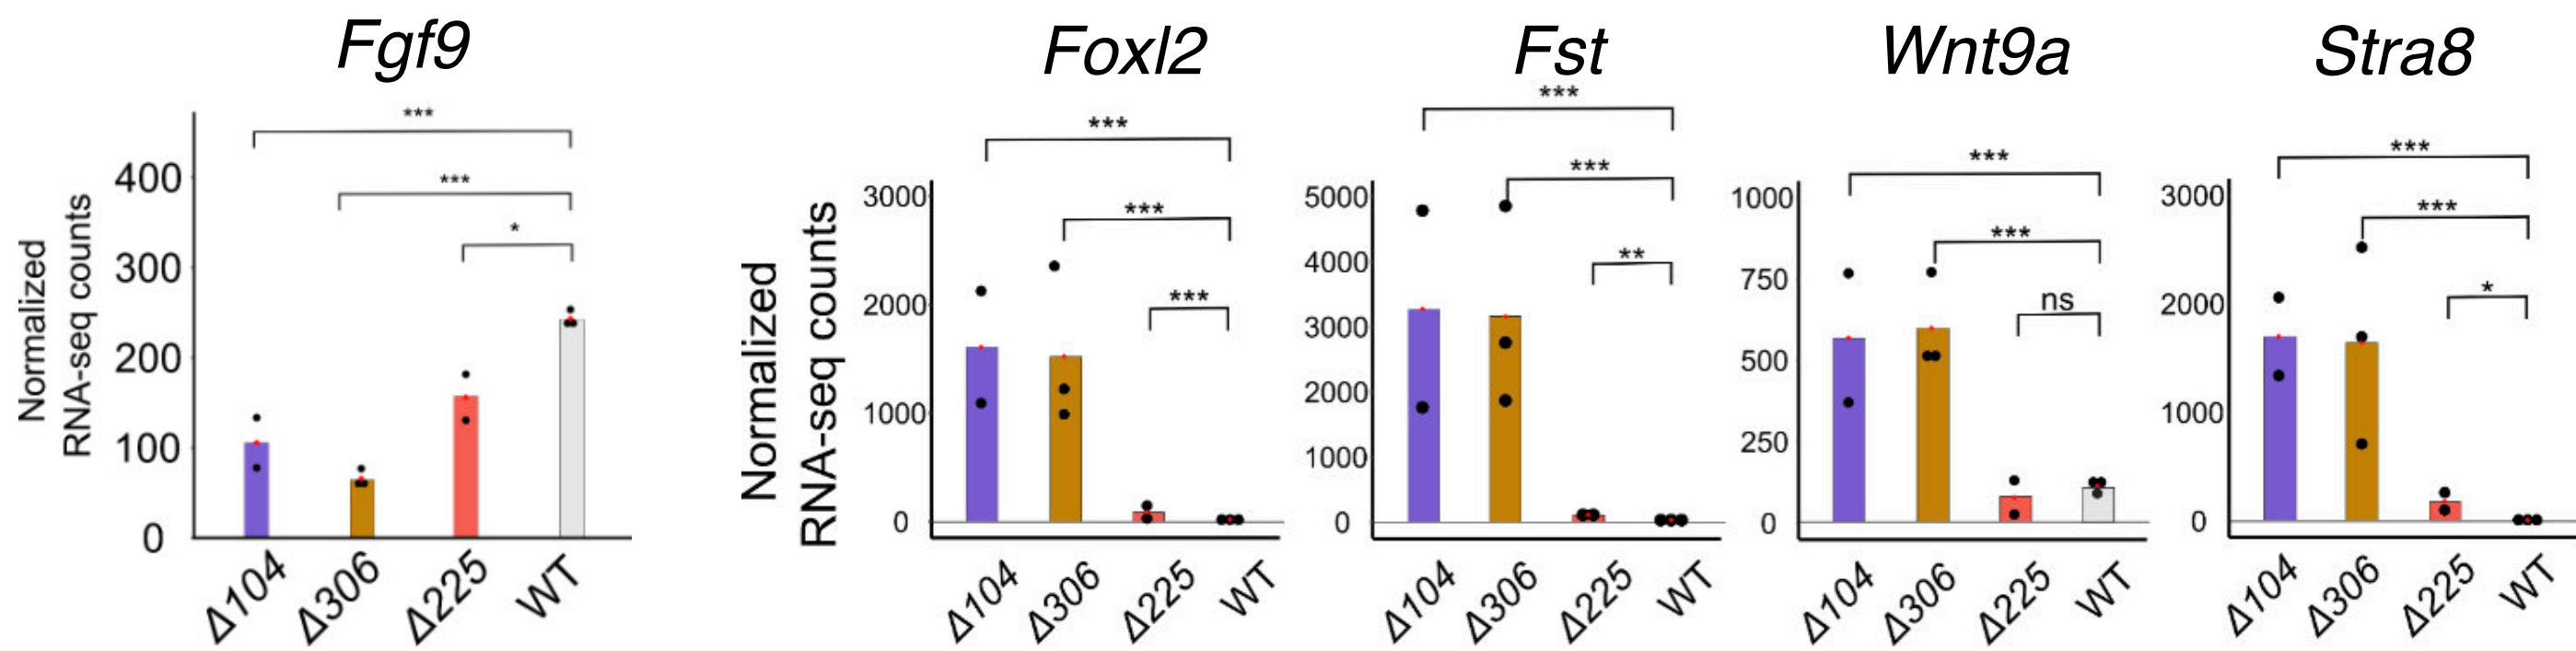 Fgf9
Normalized
RNA-seq counts
400
300
200
100
0
***
***
*
Δ104
Δ306
Δ225
WT
Foxl2
Normalized
RNA-seq counts
3000
2000
1000
0
***
***
***
Δ104
Δ306
Δ225
WT
Fst
5000
4000
3000
2000
1000
0
***
***
**
Δ104
Δ306
Δ225
WT
Wnt9a
1000
750
500
250
0
***
***
ns
Δ104
Δ306
Δ225
WT
Stra8
3000
2000
1000
0
***
***
*
Δ104
Δ306
Δ225
WT